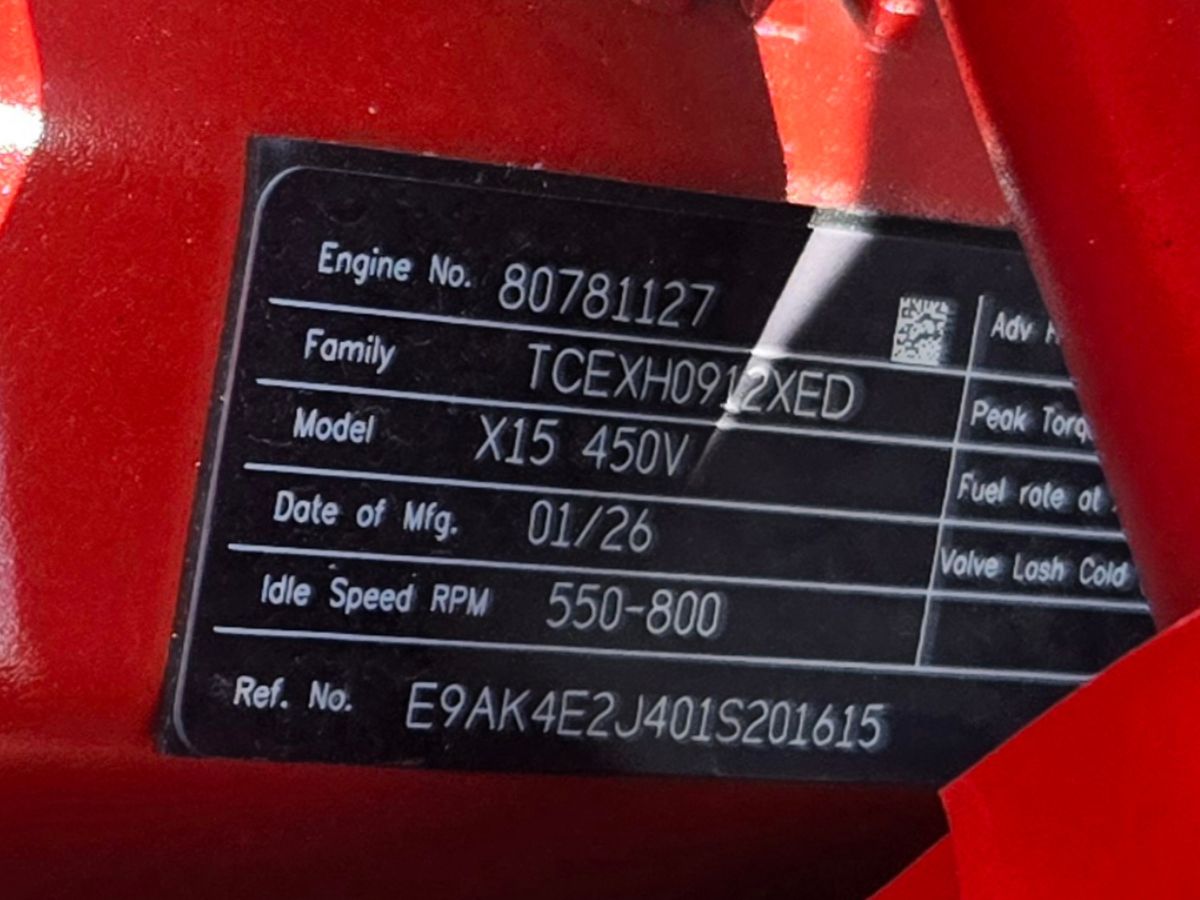 Engine No. 80781127
Adv
Family TCEXH0912XED
Peak Torq
Model X15 450V
Fuel rate at
Date of Mfg. 01/26
Valve Lash Cold
Idle Speed RPM 550-800
Ref. No. E9AK4E2J401S201615